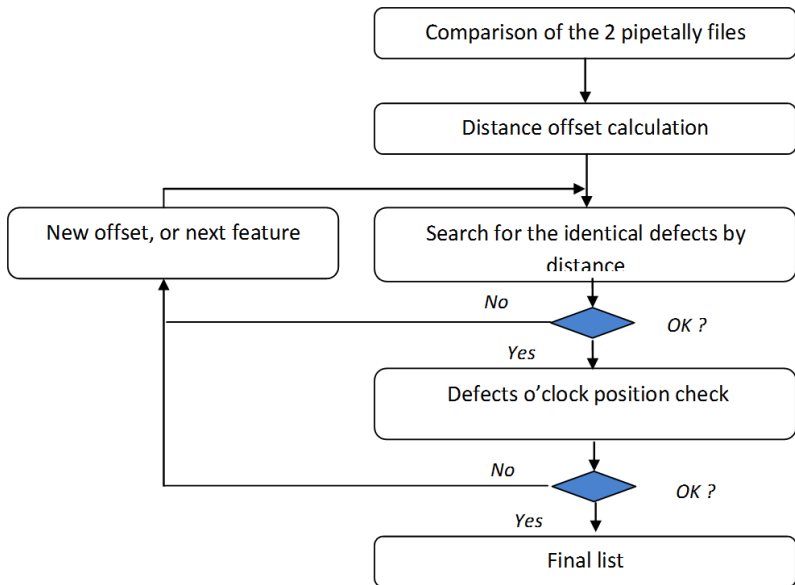 Comparison of the 2 pipetally files
Distance offset calculation
New offset, or next feature
Search for the identical defects by
distance
No
OK ?
Yes
Defects o’clock position check
No
OK ?
Yes
Final list